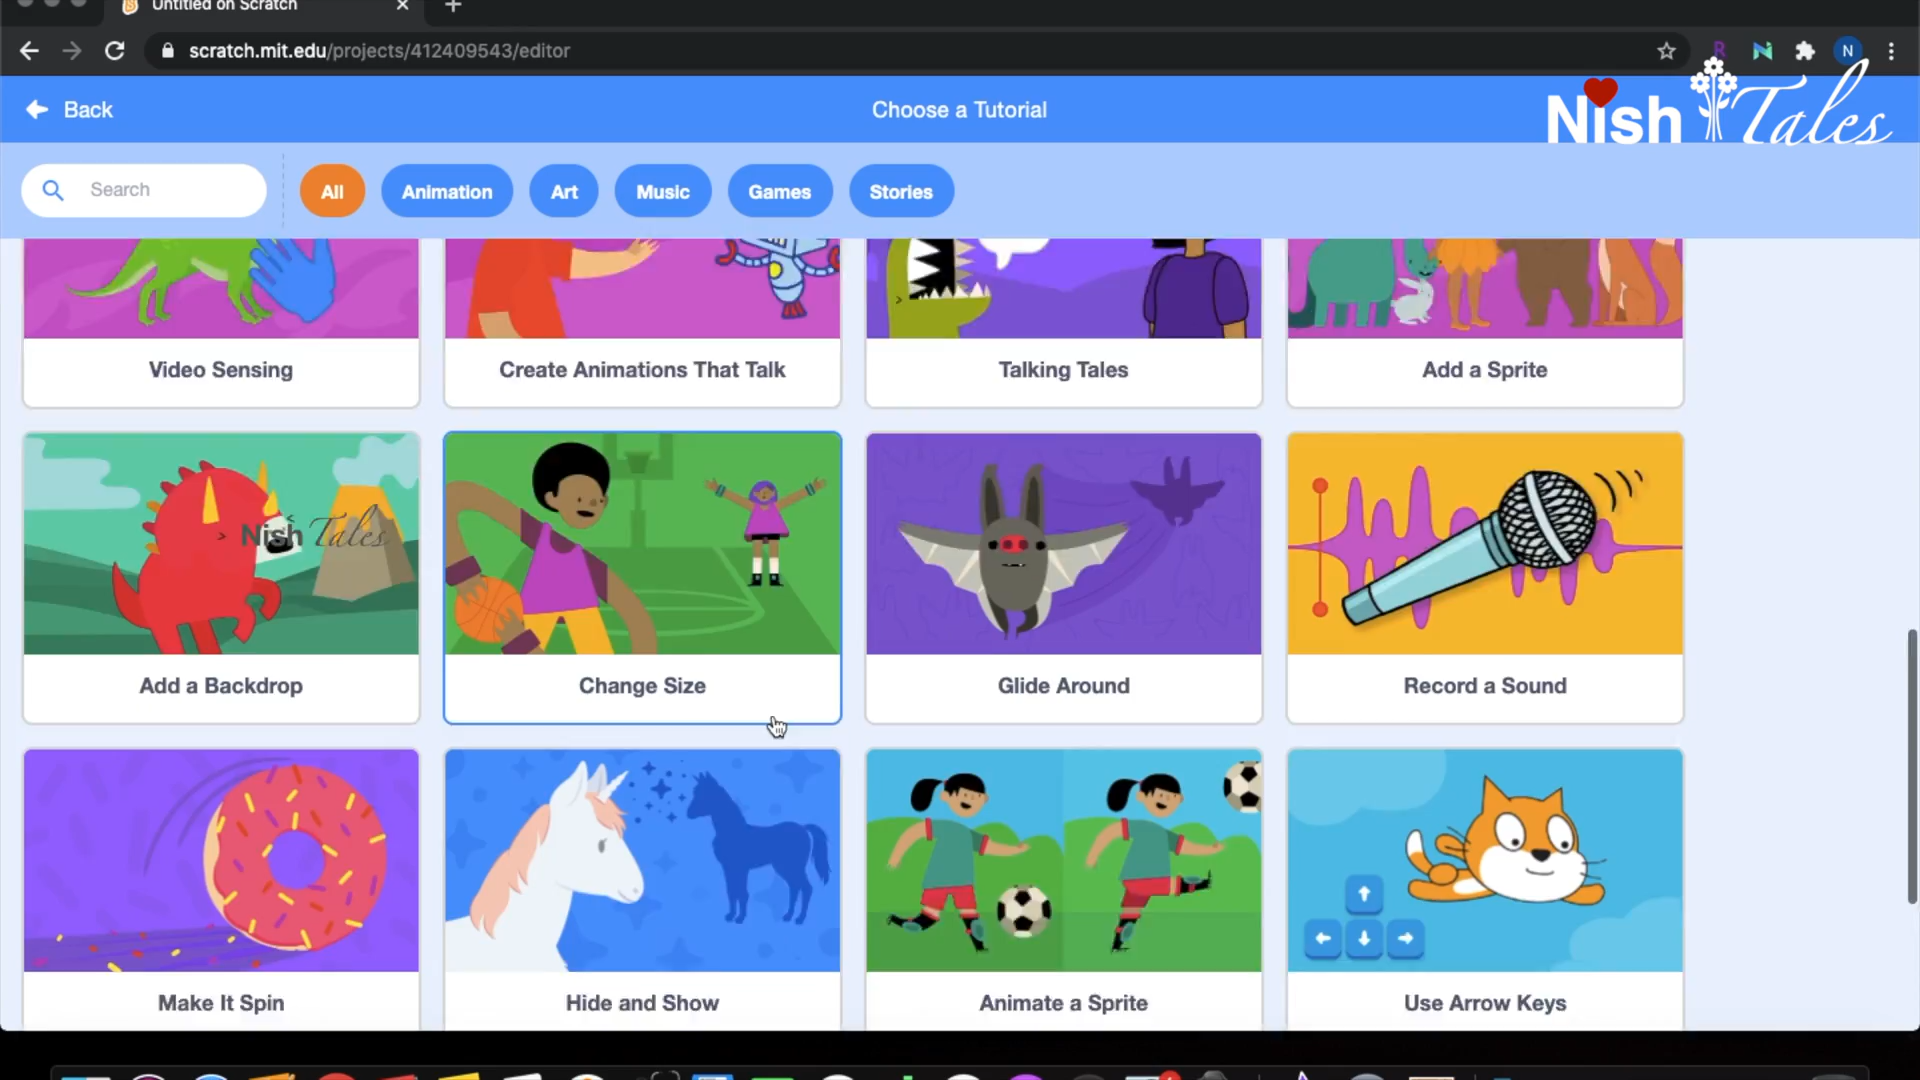 Untitled on Scratch
scratch.mit.edu/projects/412409543/editor
N
Back
Choose a Tutorial
Nish Tales
Search
All
Animation
Art
Music
Games
Stories
Video Sensing
Create Animations That Talk
Talking Tales
Add a Sprite
Nish Tales
Add a Backdrop
Change Size
Glide Around
Record a Sound
Make It Spin
Hide and Show
Animate a Sprite
Use Arrow Keys